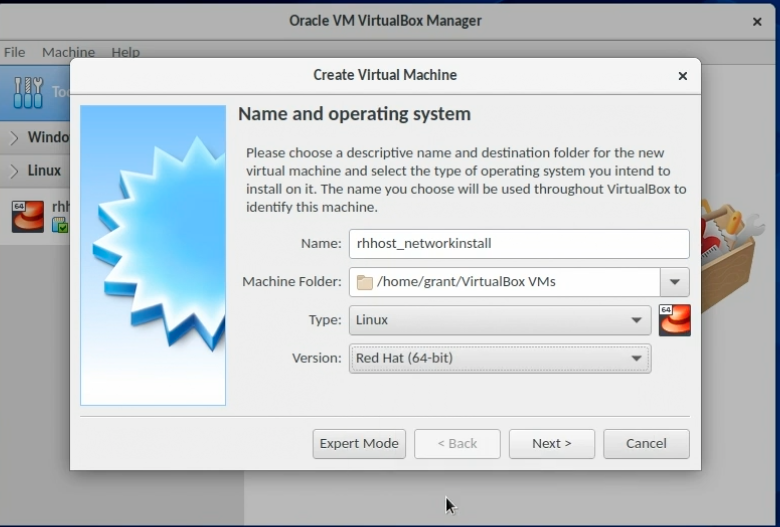 Oracle VM VirtualBox Manager
File Machine Help
Create Virtual Machine
Name and operating system
Please choose a descriptive name and destination folder for the new
virtual machine and select the type of operating system you intend to
install on it. The name you choose will be used throughout VirtualBox to
identify this machine.
Name: rhhost_networkinstall
Machine Folder: /home/grant/VirtualBox VMs
Type: Linux
64
Version: Red Hat (64-bit)
Expert Mode < Back Next > Cancel
Linux
64